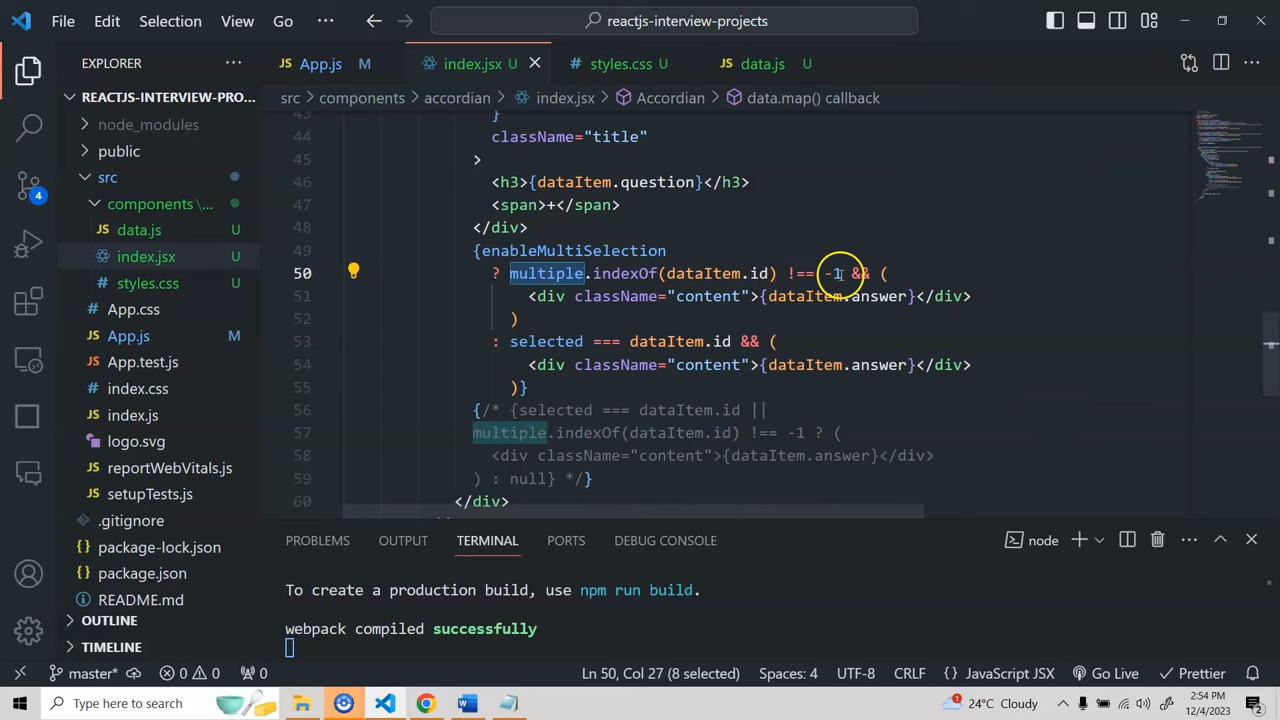 File Edit Selection View Go ··· reactjs-interview-projects
EXPLORER ···
REACTJS-INTERVIEW-PRO...
node_modules
public
src
components \...
JS data.js U
index.jsx U
# styles.css U
App.css
JS App.js M
App.test.js
# index.css
JS index.js
logo.svg
JS reportWebVitals.js
JS setupTests.js
.gitignore
{} package-lock.json
{} package.json
README.md
OUTLINE
TIMELINE
4
JS App.js M index.jsx U # styles.css U JS data.js U ···
src > components > accordian > index.jsx > Accordian > data.map() callback
43 }
44 className="title"
45 >
46 <h3>{dataItem.question}</h3>
47 <span>+</span>
48 </div>
49 {enableMultiSelection
50 ? multiple.indexOf(dataItem.id) !== -1 && (
51 <div className="content">{dataItem.answer}</div>
52 )
53 : selected === dataItem.id && (
54 <div className="content">{dataItem.answer}</div>
55 )}
56 {/* {selected === dataItem.id ||
57 multiple.indexOf(dataItem.id) !== -1 ? (
58 <div className="content">{dataItem.answer}</div>
59 ) : null} */}
60 </div>
PROBLEMS OUTPUT TERMINAL PORTS DEBUG CONSOLE node ···
To create a production build, use npm run build.
webpack compiled successfully
master* 0 0 0 Ln 50, Col 27 (8 selected) Spaces: 4 UTF-8 CRLF {} JavaScript JSX Go Live Prettier
Type here to search 24°C Cloudy 2:54 PM
12/4/2023 2